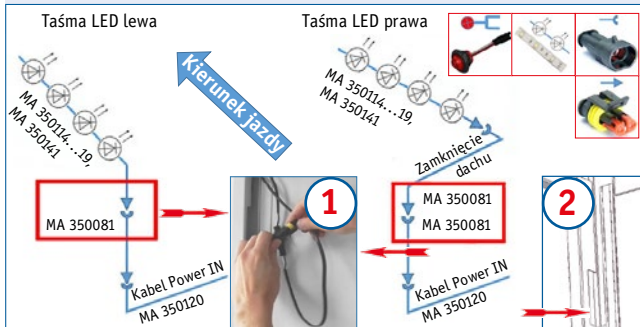 Taśma LED lewa
Taśma LED prawa
Kierunek jazdy
MA 350114...19,
MA 350141
MA 350114...19,
MA 350141
Zamknięcie
dachu
MA 350081
1
MA 350081
MA 350081
2
Kabel Power IN
MA 350120
Kabel Power IN
MA 350120